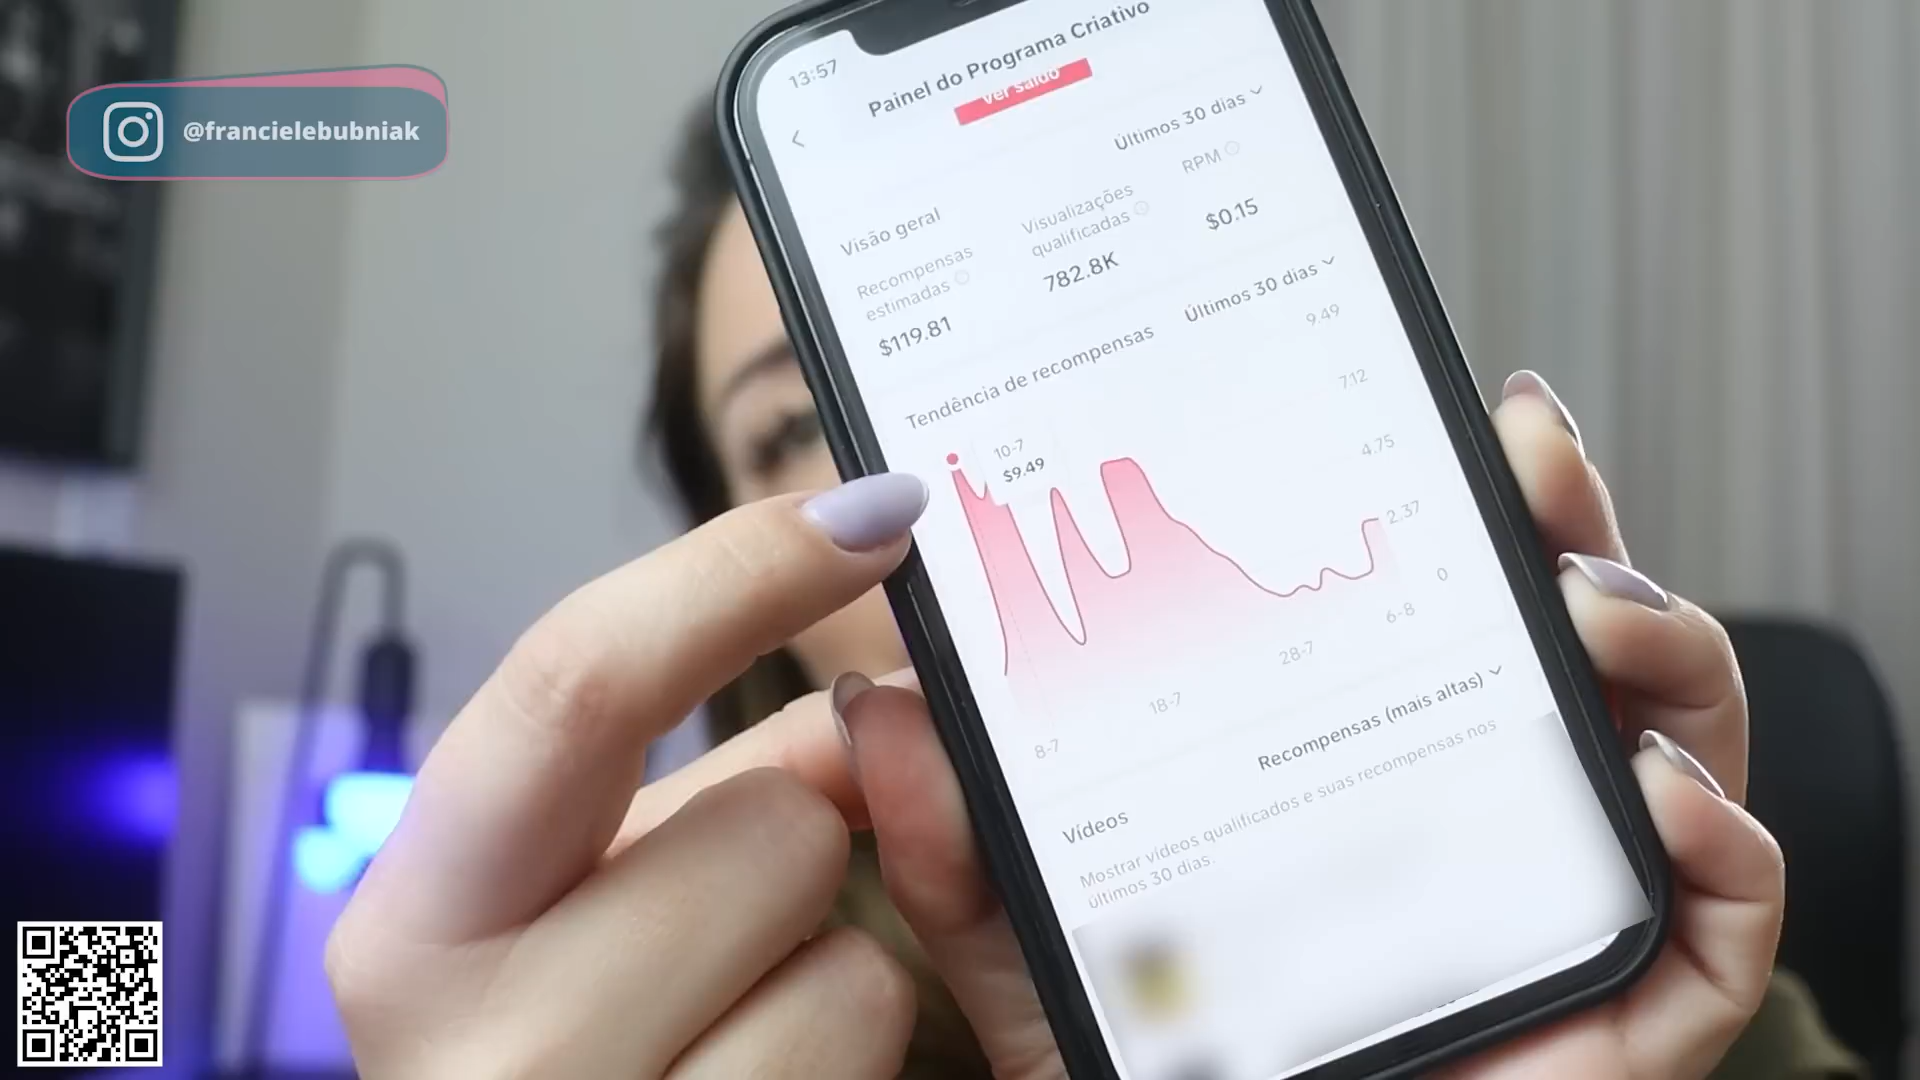 @francielebubniak
13:57
Painel do Programa Criativo
Ver saldo
Últimos 30 dias
Visão geral
Recompensas
estimadas
$119.81
Visualizações
qualificadas
782.8K
RPM
$0.15
Tendência de recompensas
Últimos 30 dias
9.49
7.12
4.75
2.37
0
10-7
$9.49
8-7
18-7
28-7
6-8
Recompensas (mais altas)
Vídeos
Mostrar vídeos qualificados e suas recompensas nos
últimos 30 dias.